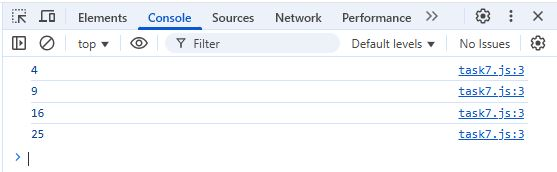 Elements Console Sources Network Performance
top Filter Default levels No Issues
4 task7.js:3
9 task7.js:3
16 task7.js:3
25 task7.js:3